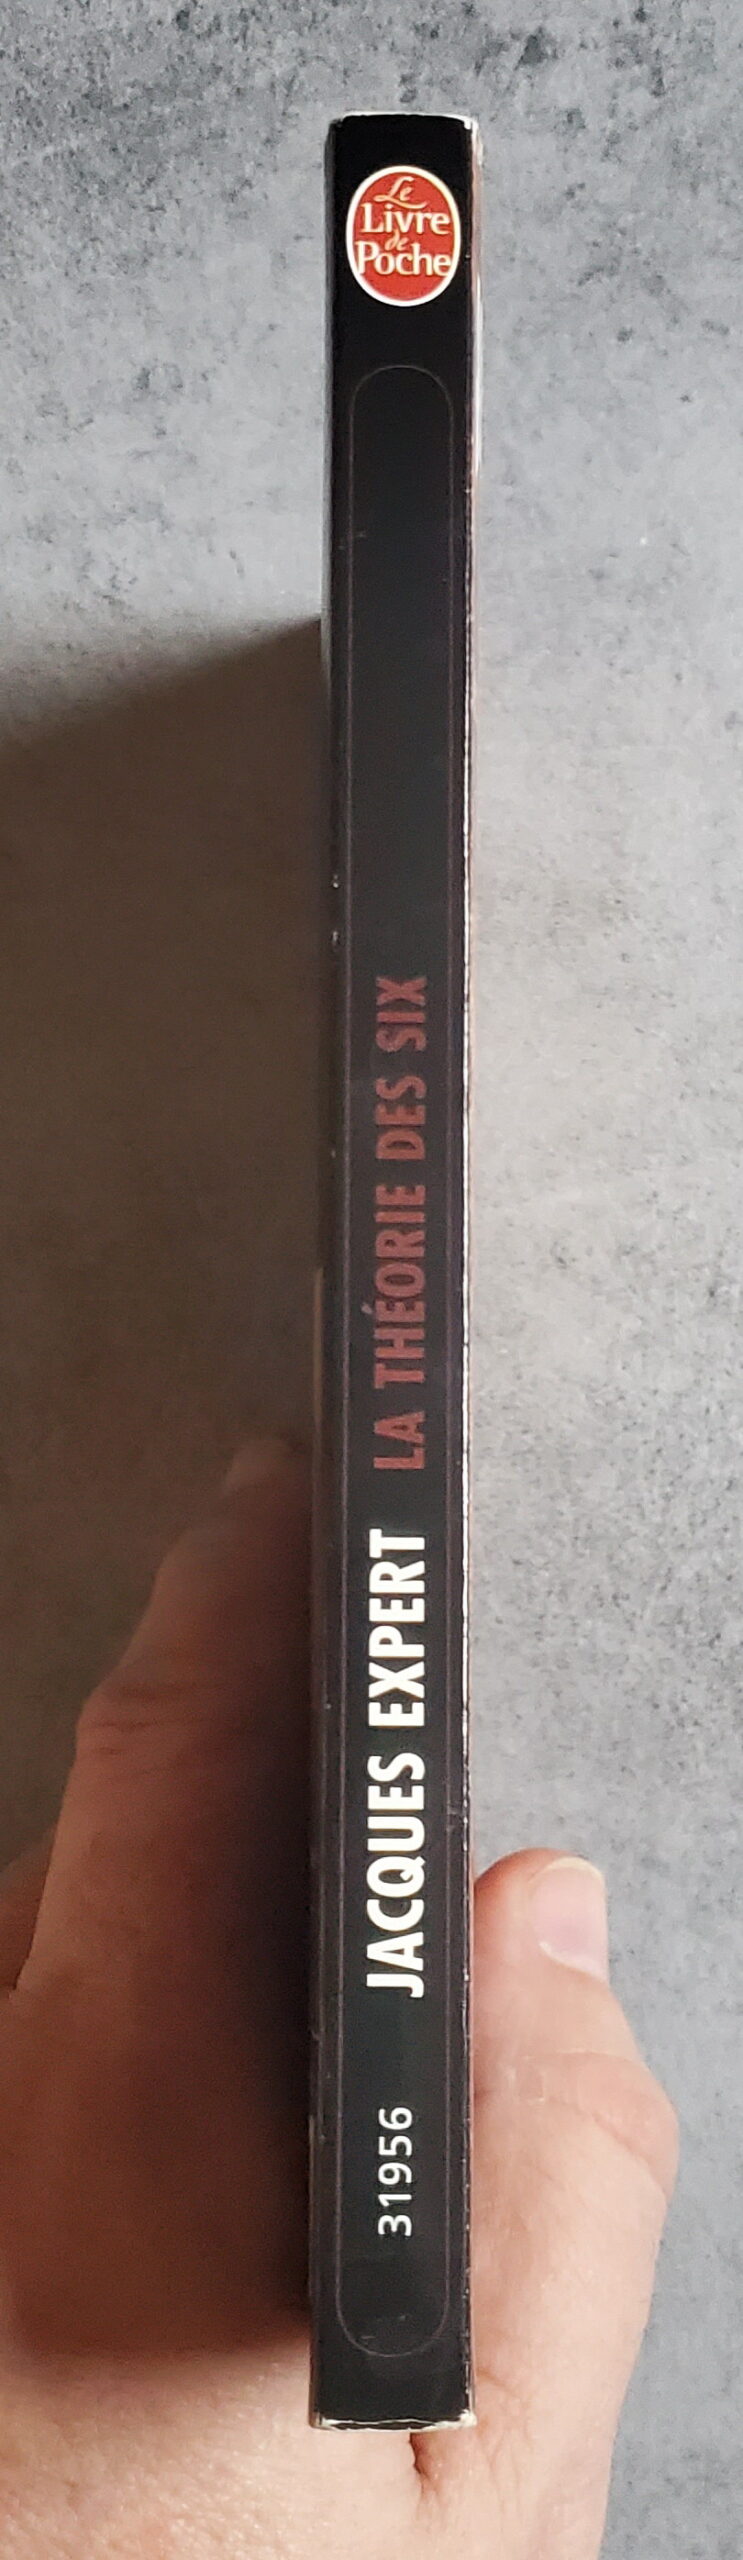 Le
Livre
de
Poche
31956 JACQUES EXPERT LA THÉORIE DES SIX